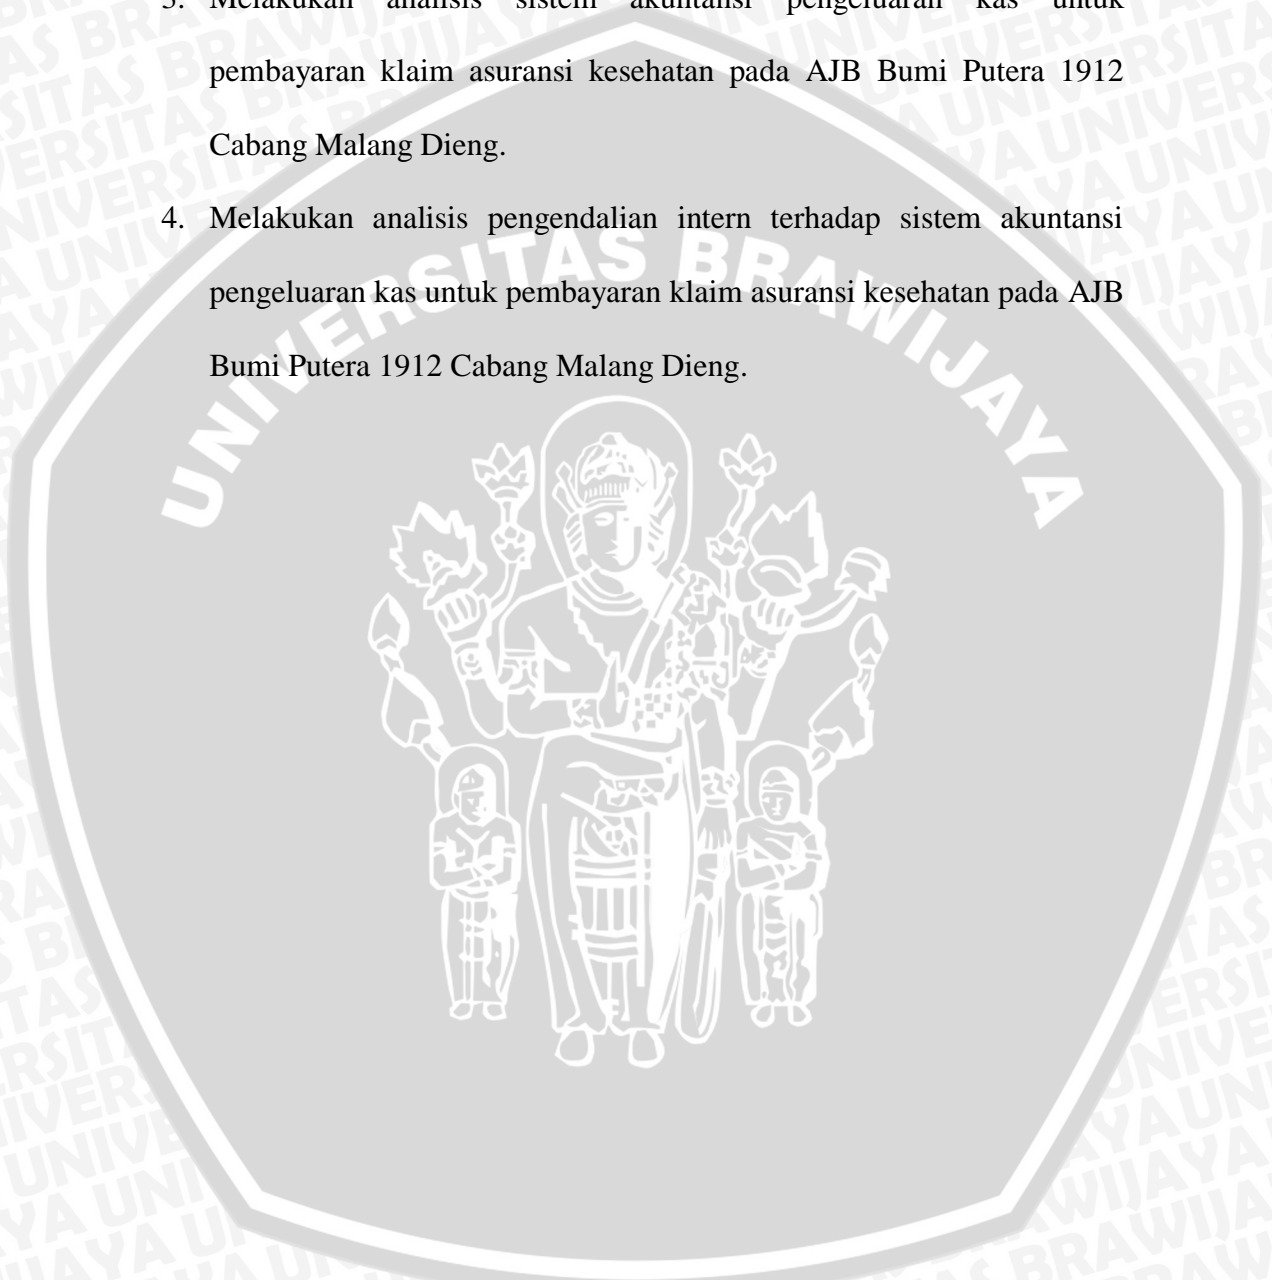 3. Melakukan analisis sistem akuntansi pengeluaran kas untuk
pembayaran klaim asuransi kesehatan pada AJB Bumi Putera 1912
Cabang Malang Dieng.
4. Melakukan analisis pengendalian intern terhadap sistem akuntansi
pengeluaran kas untuk pembayaran klaim asuransi kesehatan pada AJB
Bumi Putera 1912 Cabang Malang Dieng.
UNIVERSITAS BRAWIJAYA